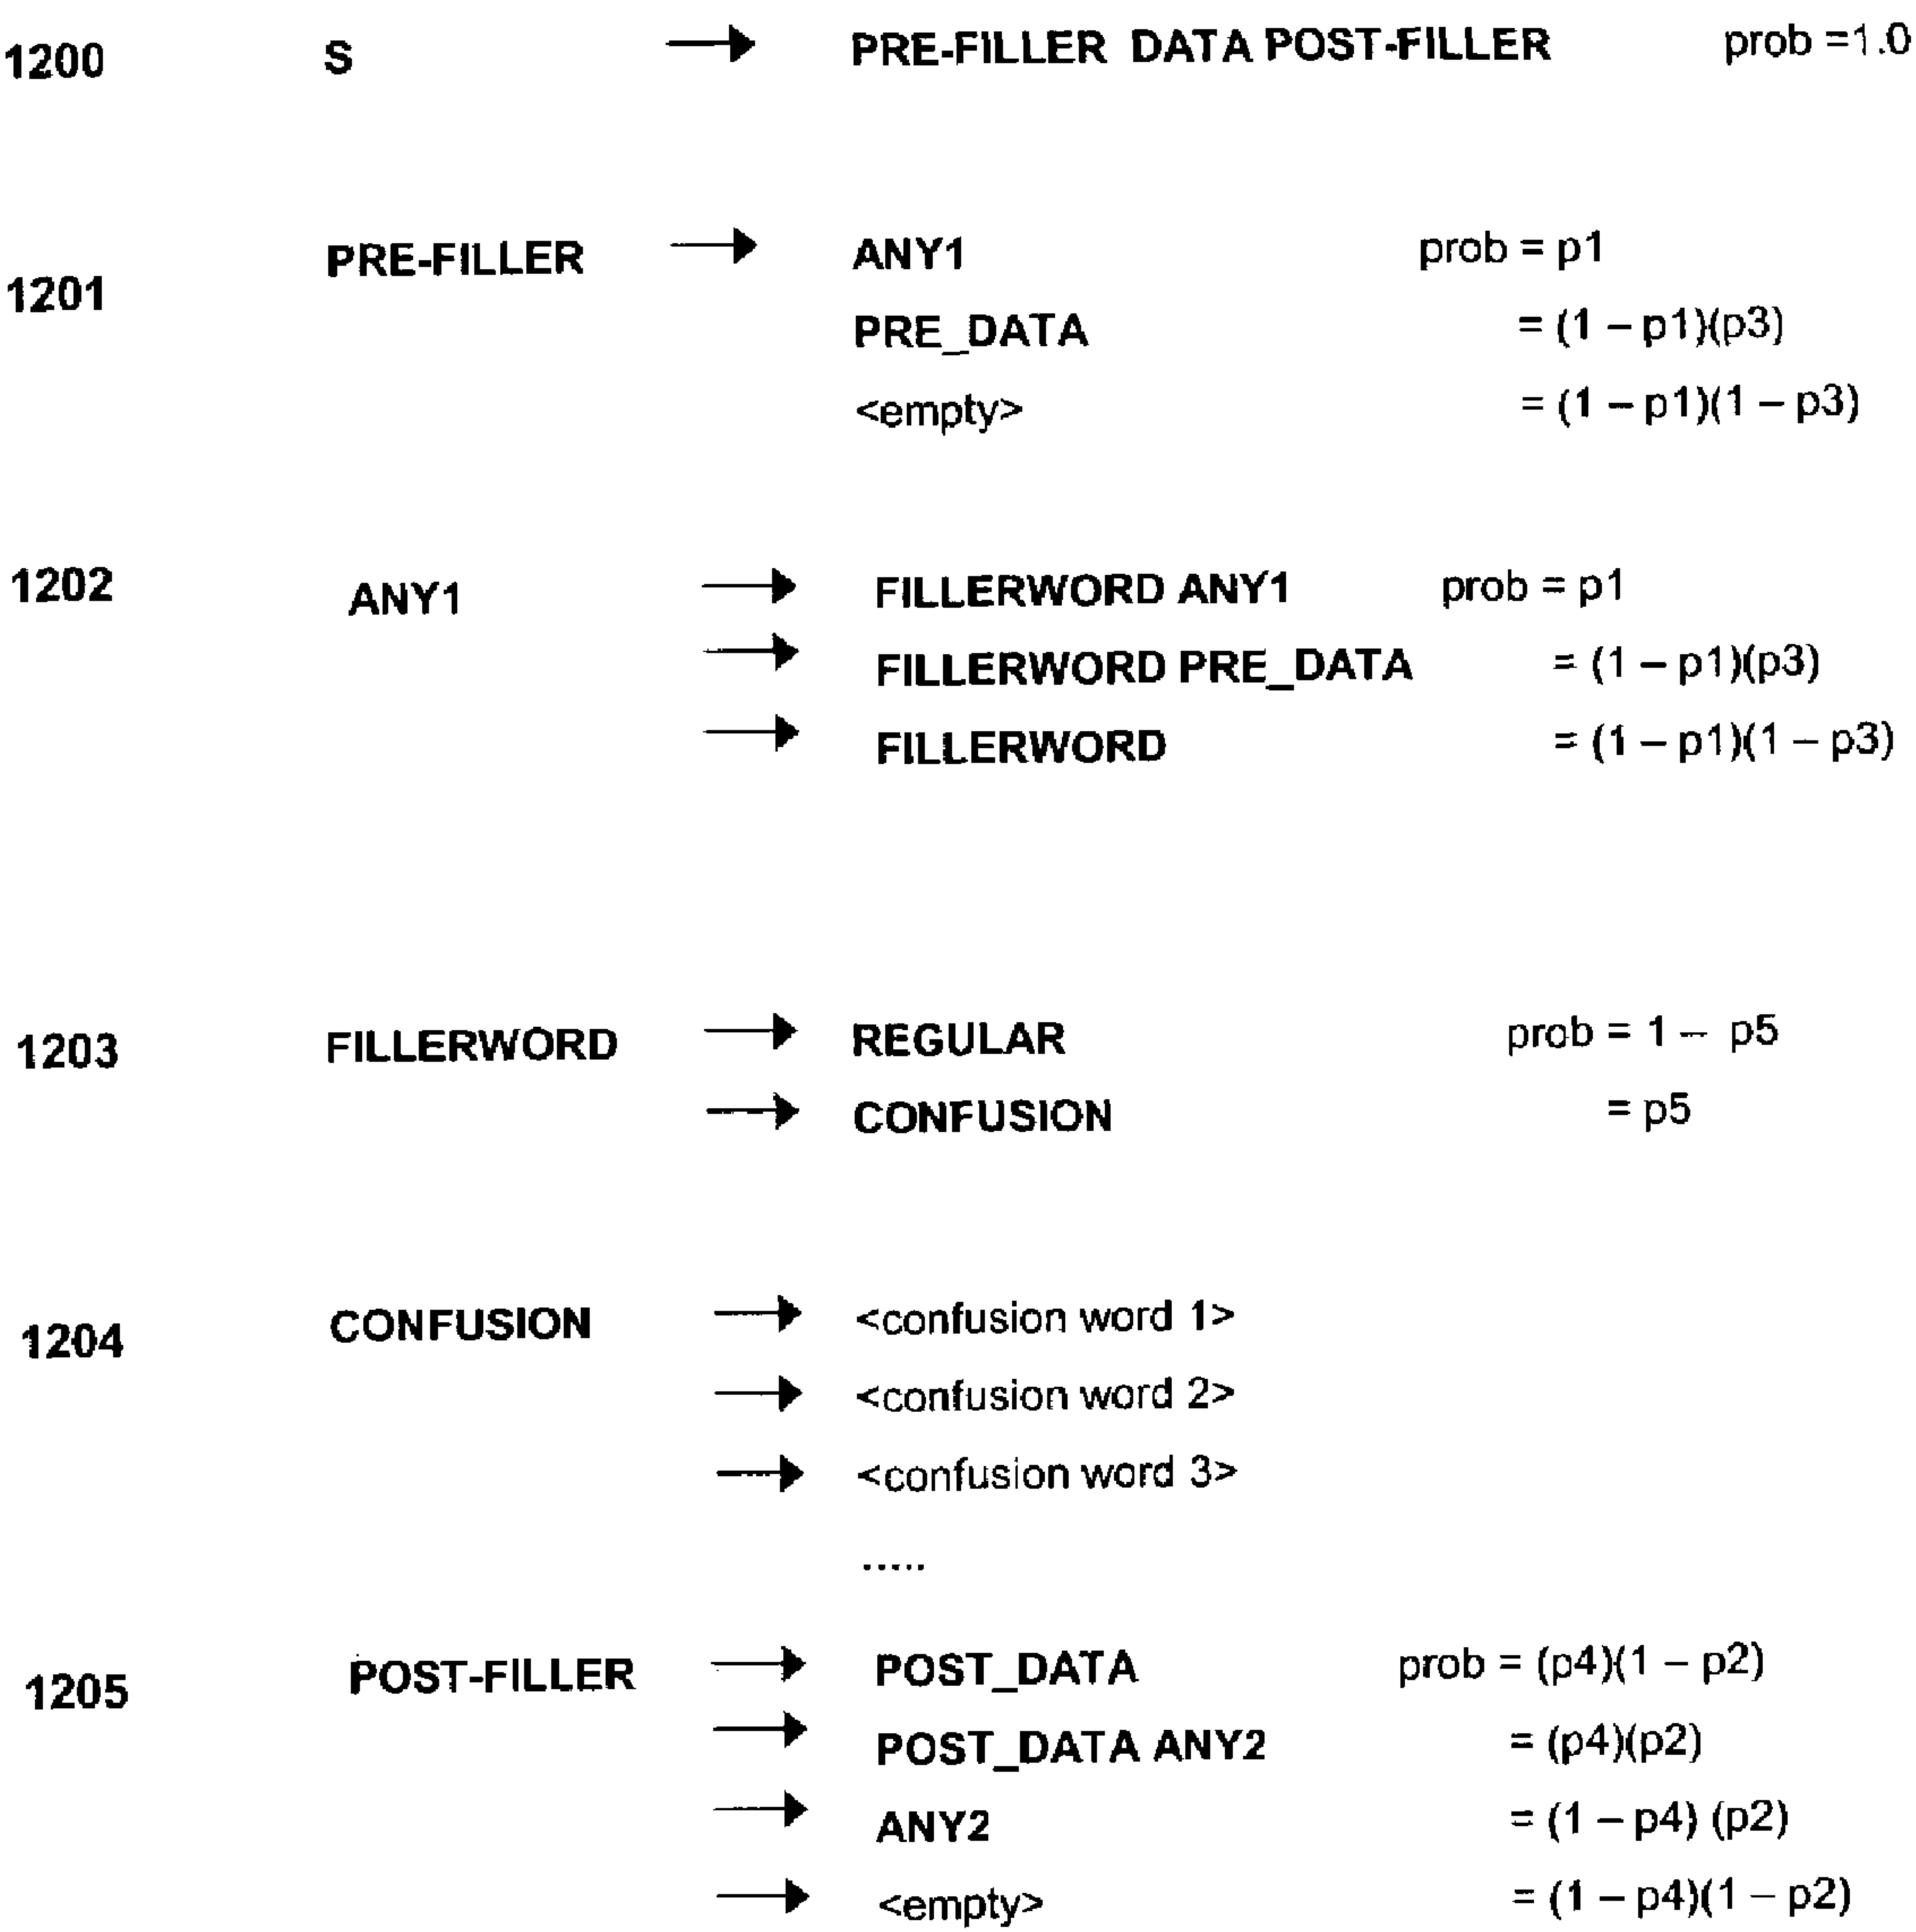 1200 S → PRE-FILLER DATA POST-FILLER prob =1.0
1201 PRE-FILLER → ANY1 prob = p1
PRE_DATA = (1 – p1)(p3)
<empty> = (1 – p1)(1 – p3)
1202 ANY1 → FILLERWORD ANY1 prob = p1
→ FILLERWORD PRE_DATA = (1 – p1)(p3)
→ FILLERWORD = (1 – p1)(1 – p3)
1203 FILLERWORD → REGULAR prob = 1 – p5
→ CONFUSION = p5
1204 CONFUSION → <confusion word 1>
→ <confusion word 2>
→ <confusion word 3>
.....
1205 POST-FILLER → POST_DATA prob = (p4)(1 – p2)
→ POST_DATA ANY2 = (p4)(p2)
→ ANY2 = (1 – p4) (p2)
→ <empty> = (1 – p4)(1 – p2)